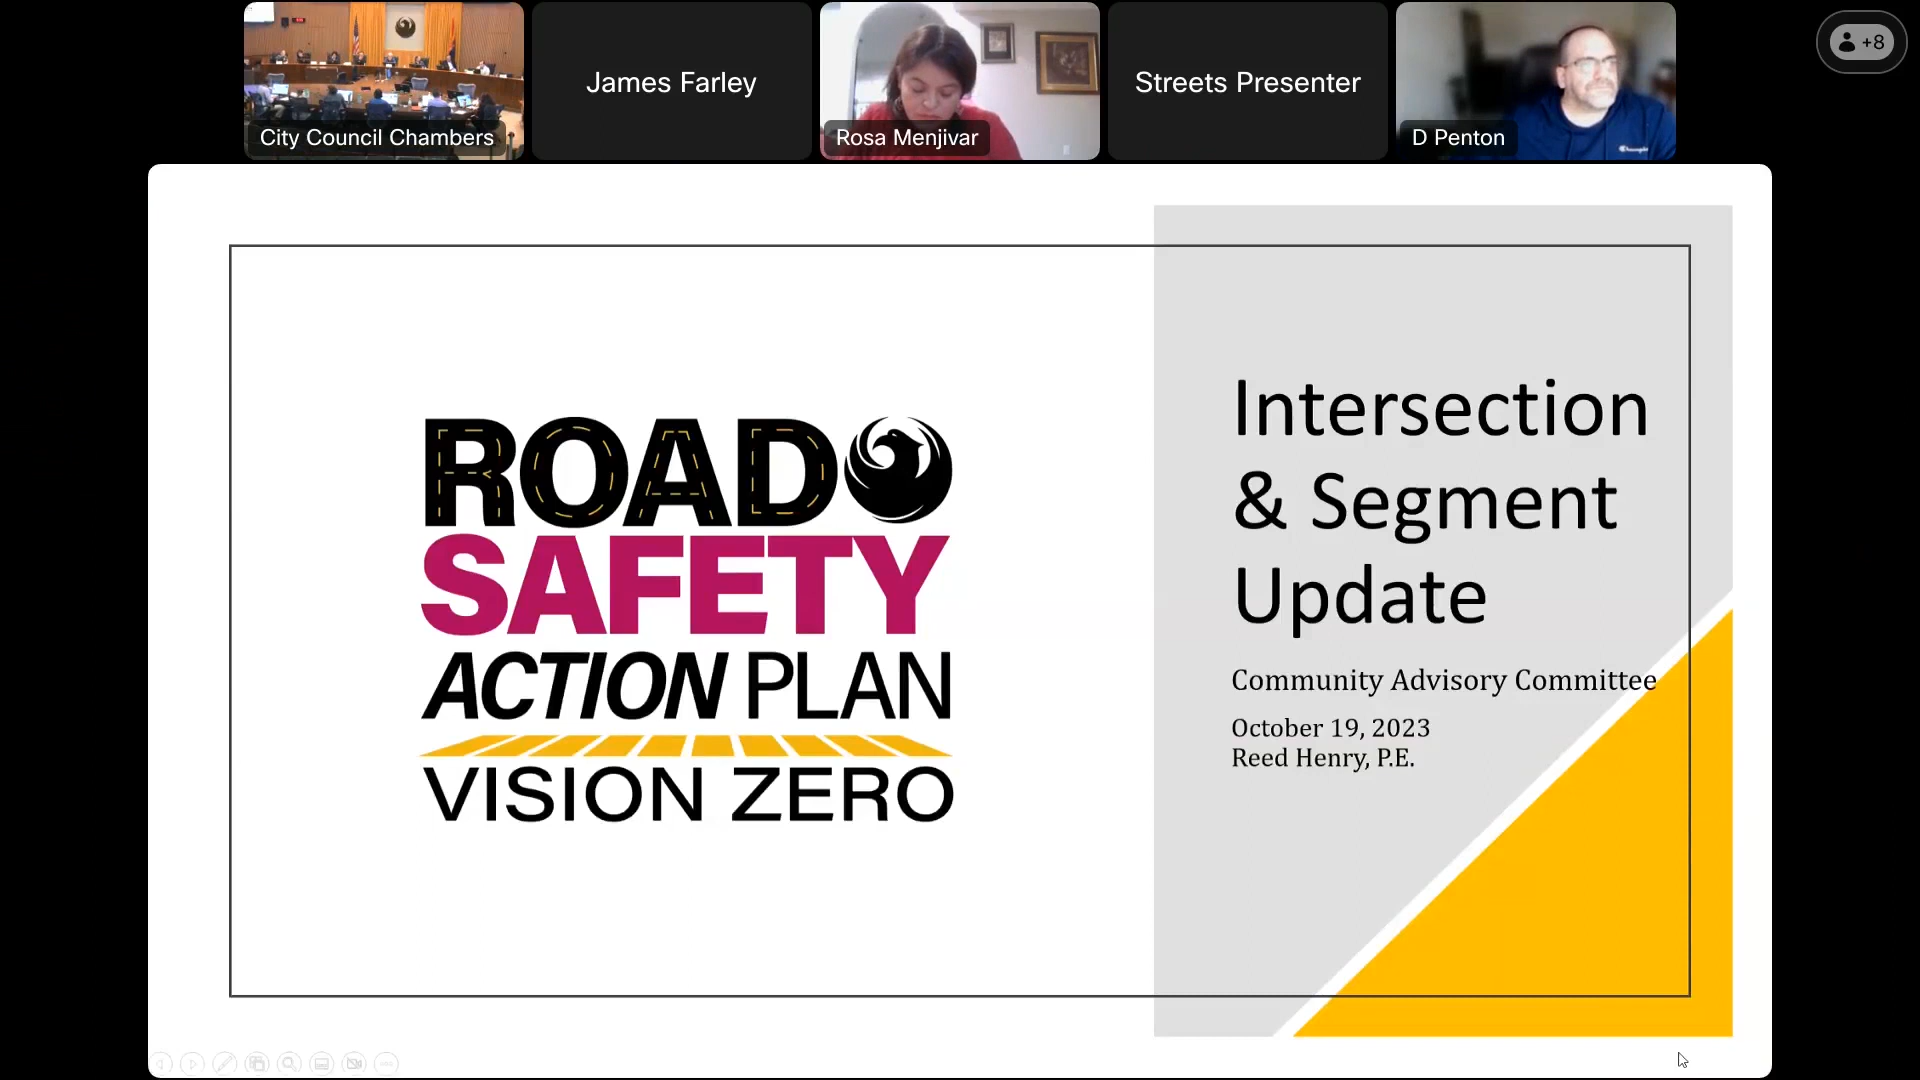 City Council Chambers
James Farley
Rosa Menjivar
Streets Presenter
D Penton
+8
ROAD
SAFETY
ACTION PLAN
VISION ZERO
Intersection
& Segment
Update
Community Advisory Committee
October 19, 2023
Reed Henry, P.E.
Champion